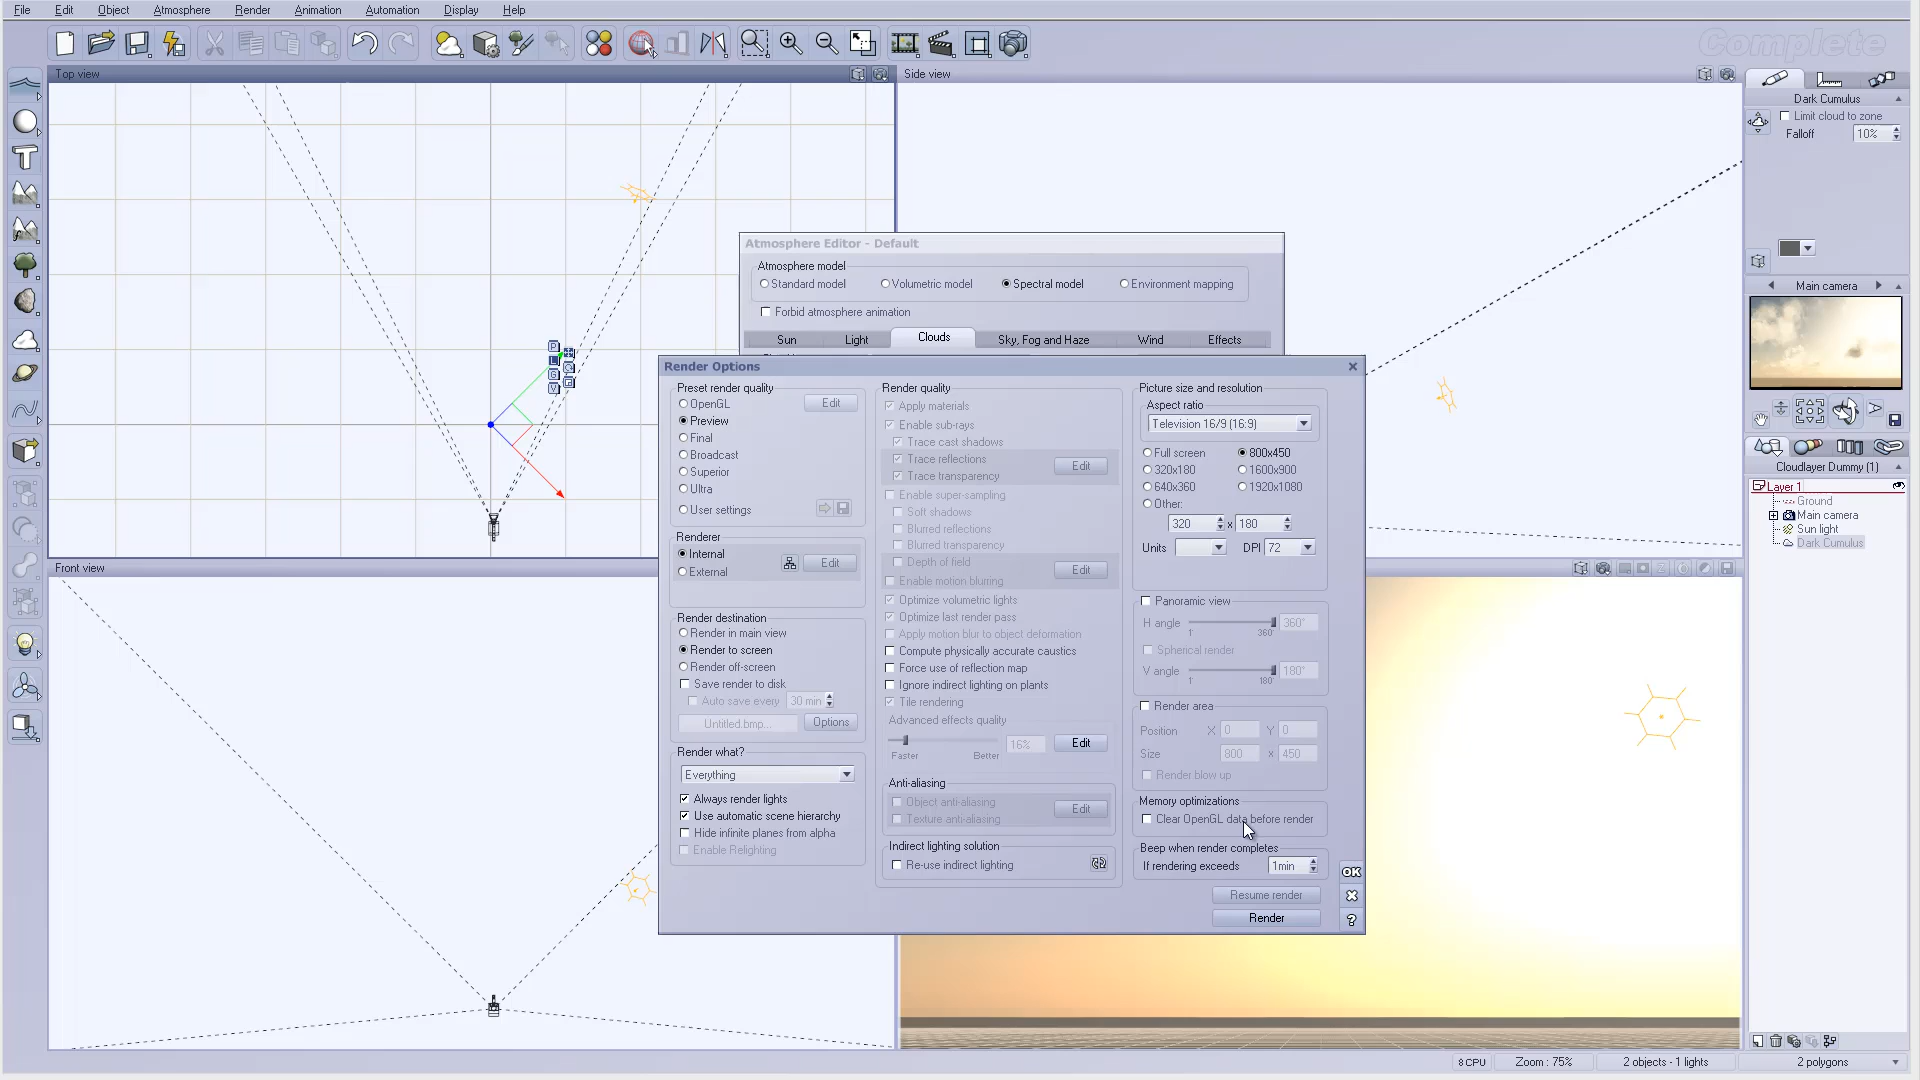 File Edit Object Atmosphere Render Animation Automation Display Help
Complete
Top view
Side view
Dark Cumulus
Limit cloud to zone
Falloff 10%
Main camera
Atmosphere Editor - Default
Atmosphere model
Standard model Volumetric model Spectral model Environment mapping
Forbid atmosphere animation
Sun Light Clouds Sky, Fog and Haze Wind Effects
Render Options
Preset render quality
OpenGL Edit
Preview
Final
Broadcast
Superior
Ultra
User settings
Renderer
Internal Edit
External
Render destination
Render in main view
Render to screen
Render off-screen
Save render to disk
Auto save every 30 min
Untitled.bmp... Options
Render what?
Everything
Always render lights
Use automatic scene hierarchy
Hide infinite planes from alpha
Enable Relighting
Render quality
Apply materials
Enable sub-rays
Trace cast shadows
Trace reflections Edit
Trace transparency
Enable super-sampling
Soft shadows
Blurred reflections
Blurred transparency
Depth of field Edit
Enable motion blurring
Optimize volumetric lights
Optimize last render pass
Apply motion blur to object deformation
Compute physically accurate caustics
Force use of reflection map
Ignore indirect lighting on plants
Tile rendering
Advanced effects quality
16% Edit
Faster Better
Anti-aliasing
Object anti-aliasing Edit
Texture anti-aliasing
Indirect lighting solution
Re-use indirect lighting
Picture size and resolution
Aspect ratio
Television 16/9 (16:9)
Full screen 800x450
320x180 1600x900
640x360 1920x1080
Other:
320 x 180
Units DPI 72
Panoramic view
H angle 360°
1° 360°
Spherical render
V angle 180°
1° 180°
Render area
Position X 0 Y 0
Size 800 x 450
Render blow up
Memory optimizations
Clear OpenGL data before render
Beep when render completes
If rendering exceeds 1min
OK
Resume render
Render
?
P
G
V
Cloudlayer Dummy (1)
Layer 1
Ground
Main camera
Sun light
Dark Cumulus
Front view
8 CPU Zoom : 75% 2 objects - 1 lights 2 polygons